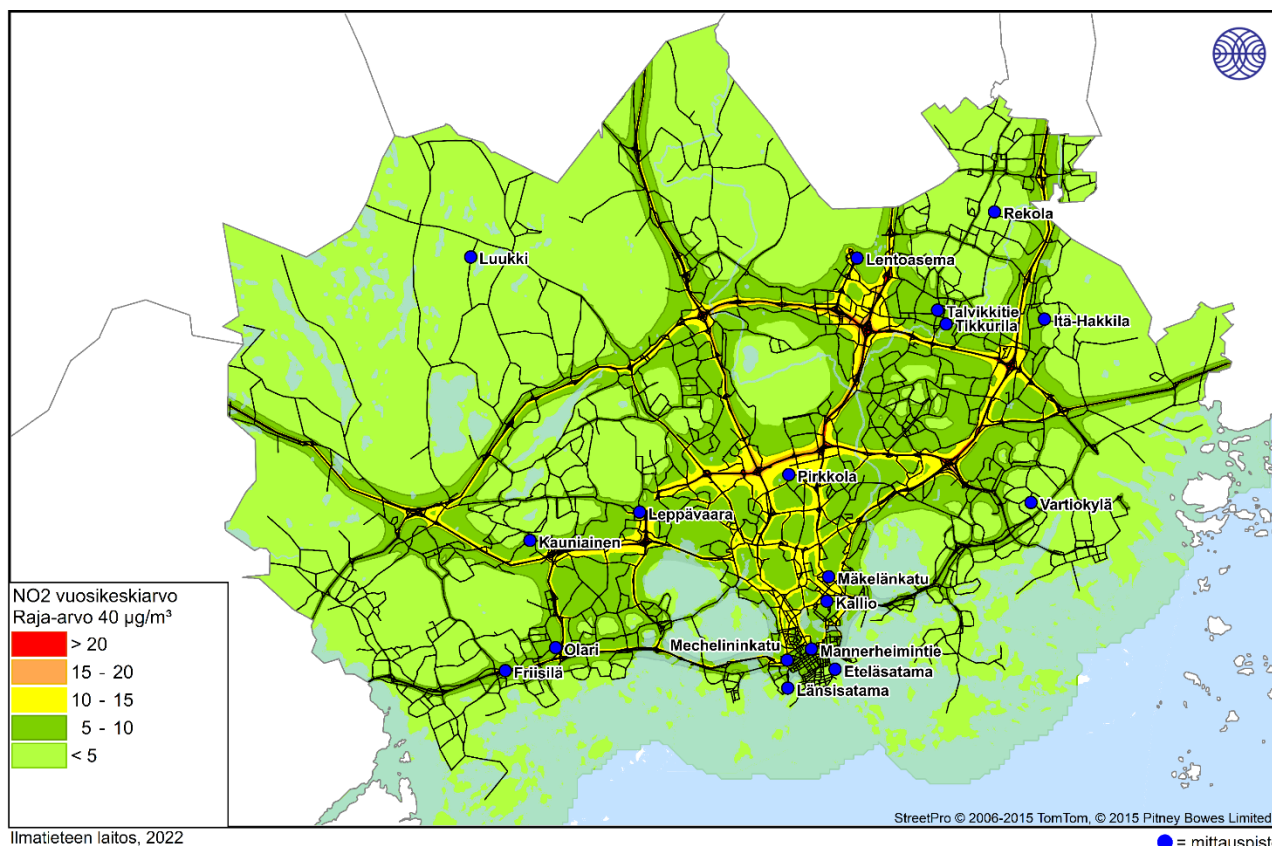 Luukki
Rekola
Lentoasema
Talvikkitie
Tikkurila
Itä-Hakkila
Pirkkola
Vartiokylä
Leppävaara
Kauniainen
Mäkelänkatu
Kallio
Olari
Mechelininkatu
Mannerheimintie
Friisilä
Eteläsatama
Länsisatama
NO2 vuosikeskiarvo
Raja-arvo 40 µg/m³
> 20
15 - 20
10 - 15
5 - 10
< 5
StreetPro © 2006-2015 TomTom, © 2015 Pitney Bowes Limited
Ilmatieteen laitos, 2022
= mittauspiste